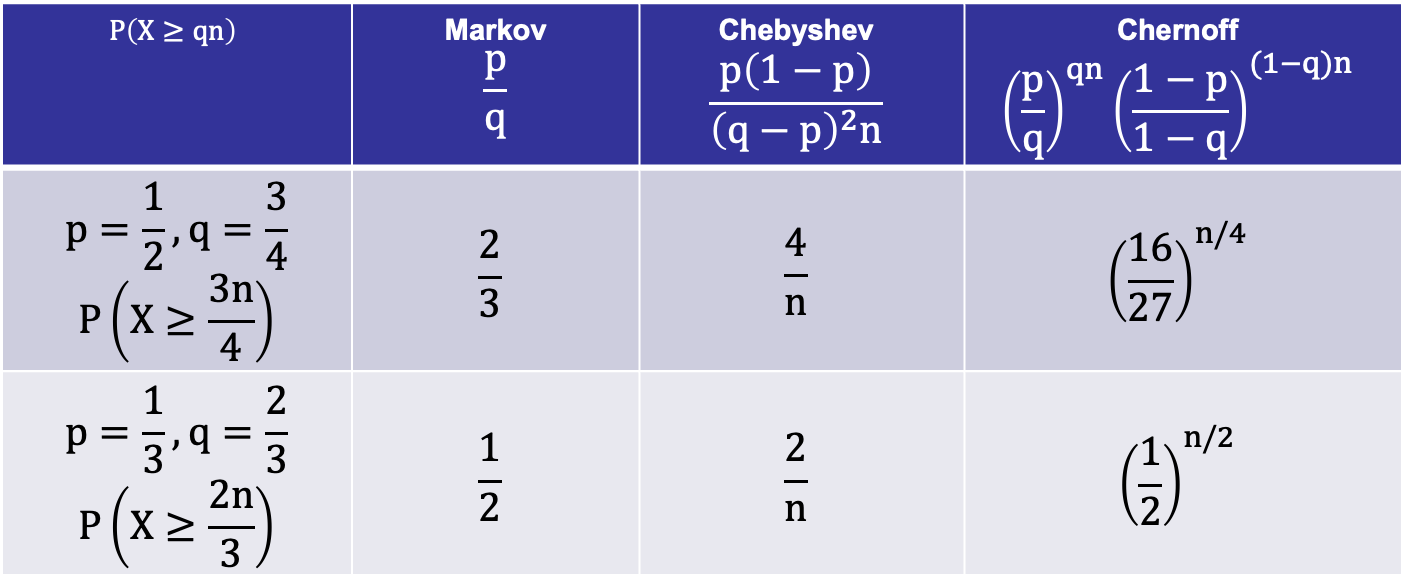 P(X ≥ qn)
Markov
p/q
Chebyshev
p(1 − p)/(q − p)²n
Chernoff
(p/q)^qn ((1 − p)/(1 − q))^(1−q)n
p = 1/2, q = 3/4
P(X ≥ 3n/4)
2/3
4/n
(16/27)^n/4
p = 1/3, q = 2/3
P(X ≥ 2n/3)
1/2
2/n
(1/2)^n/2